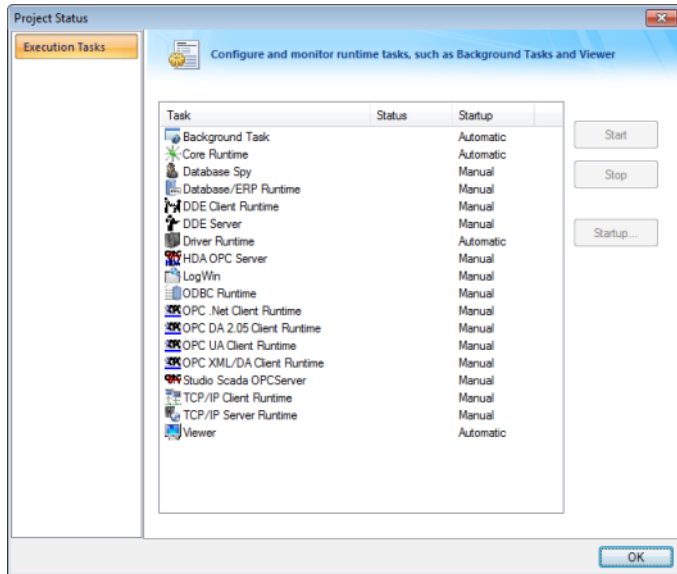 Project Status
Execution Tasks
Configure and monitor runtime tasks, such as Background Tasks and Viewer
Task Status Startup
Background Task Automatic
Core Runtime Automatic
Database Spy Manual
Database/ERP Runtime Manual
DDE Client Runtime Manual
DDE Server Manual
Driver Runtime Automatic
HDA OPC Server Manual
LogWin Manual
ODBC Runtime Manual
OPC .Net Client Runtime Manual
OPC DA 2.05 Client Runtime Manual
OPC UA Client Runtime Manual
OPC XML/DA Client Runtime Manual
Studio Scada OPCServer Manual
TCP/IP Client Runtime Manual
TCP/IP Server Runtime Manual
Viewer Automatic
Start
Stop
Startup...
OK